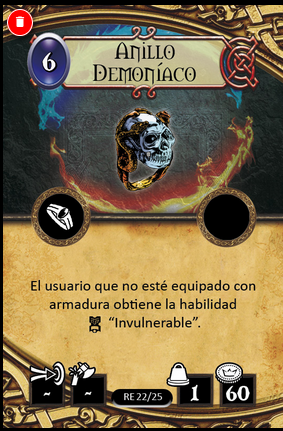 6
ANILLO
DEMONÍACO
El usuario que no esté equipado con
armadura obtiene la habilidad
“Invulnerable”.
~ ~ RE 22/25 1 60